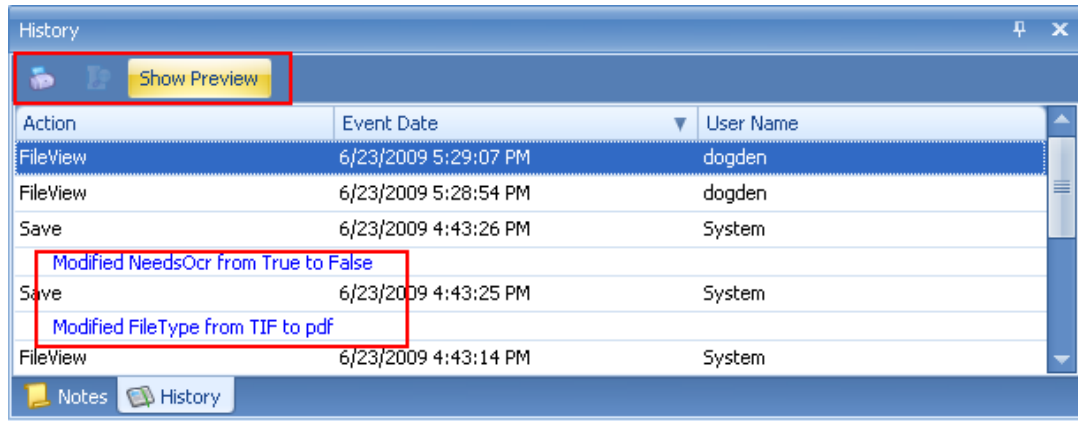 History
Show Preview
Action Event Date User Name
FileView 6/23/2009 5:29:07 PM dogden
FileView 6/23/2009 5:28:54 PM dogden
Save 6/23/2009 4:43:26 PM System
Modified NeedsOcr from True to False
Save 6/23/2009 4:43:25 PM System
Modified FileType from TIF to pdf
FileView 6/23/2009 4:43:14 PM System
Notes History